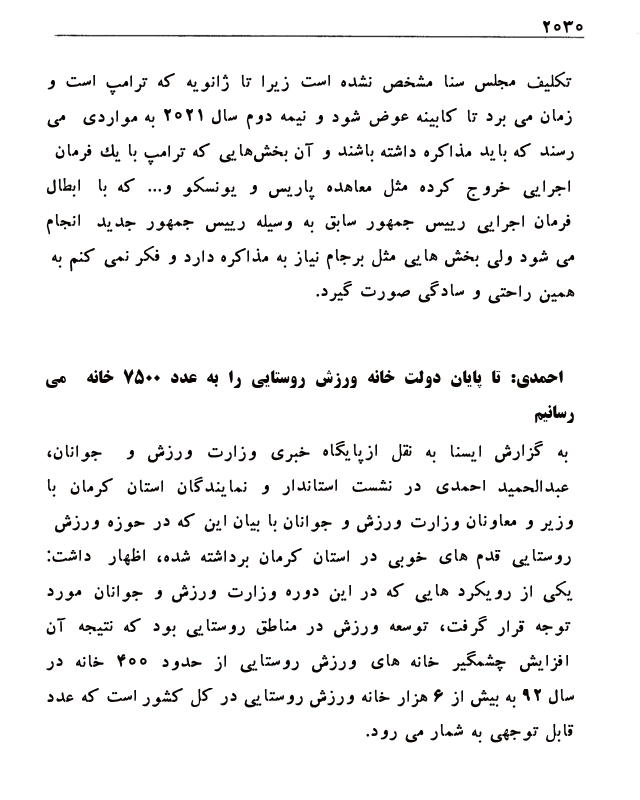 ۲۰۳۰
تکلیف مجلس سنا مشخص نشده است زیرا تا ژانویه که ترامپ است و
زمان می برد تا کابینه عوض شود و نیمه دوم سال ۲۰۲۱ به مواردی می
رسند که باید مذاکره داشته باشند و آن بخش‌هایی که ترامپ با یك فرمان
اجرایی خروج کرده مثل معاهده پاریس و یونسکو و... که با ابطال
فرمان اجرایی رییس جمهور سابق به وسیله رییس جمهور جدید انجام
می شود ولی بخش هایی مثل برجام نیاز به مذاکره دارد و فکر نمی کنم به
همین راحتی و سادگی صورت گیرد.
احمدی: تا پایان دولت خانه ورزش روستایی را به عدد ۷۵۰۰ خانه می
رسانیم
به گزارش ایسنا به نقل ازپایگاه خبری وزارت ورزش و جوانان،
عبدالحمید احمدی در نشست استاندار و نمایندگان استان کرمان با
وزیر و معاونان وزارت ورزش و جوانان با بیان این که در حوزه ورزش
روستایی قدم های خوبی در استان کرمان برداشته شده، اظهار داشت:
یکی از رویکرد هایی که در این دوره وزارت ورزش و جوانان مورد
توجه قرار گرفت، توسعه ورزش در مناطق روستایی بود که نتیجه آن
افزایش چشمگیر خانه های ورزش روستایی از حدود ۴۰۰ خانه در
سال ۹۲ به بیش از ۶ هزار خانه ورزش روستایی در کل کشور است که عدد
قابل توجهی به شمار می رود.